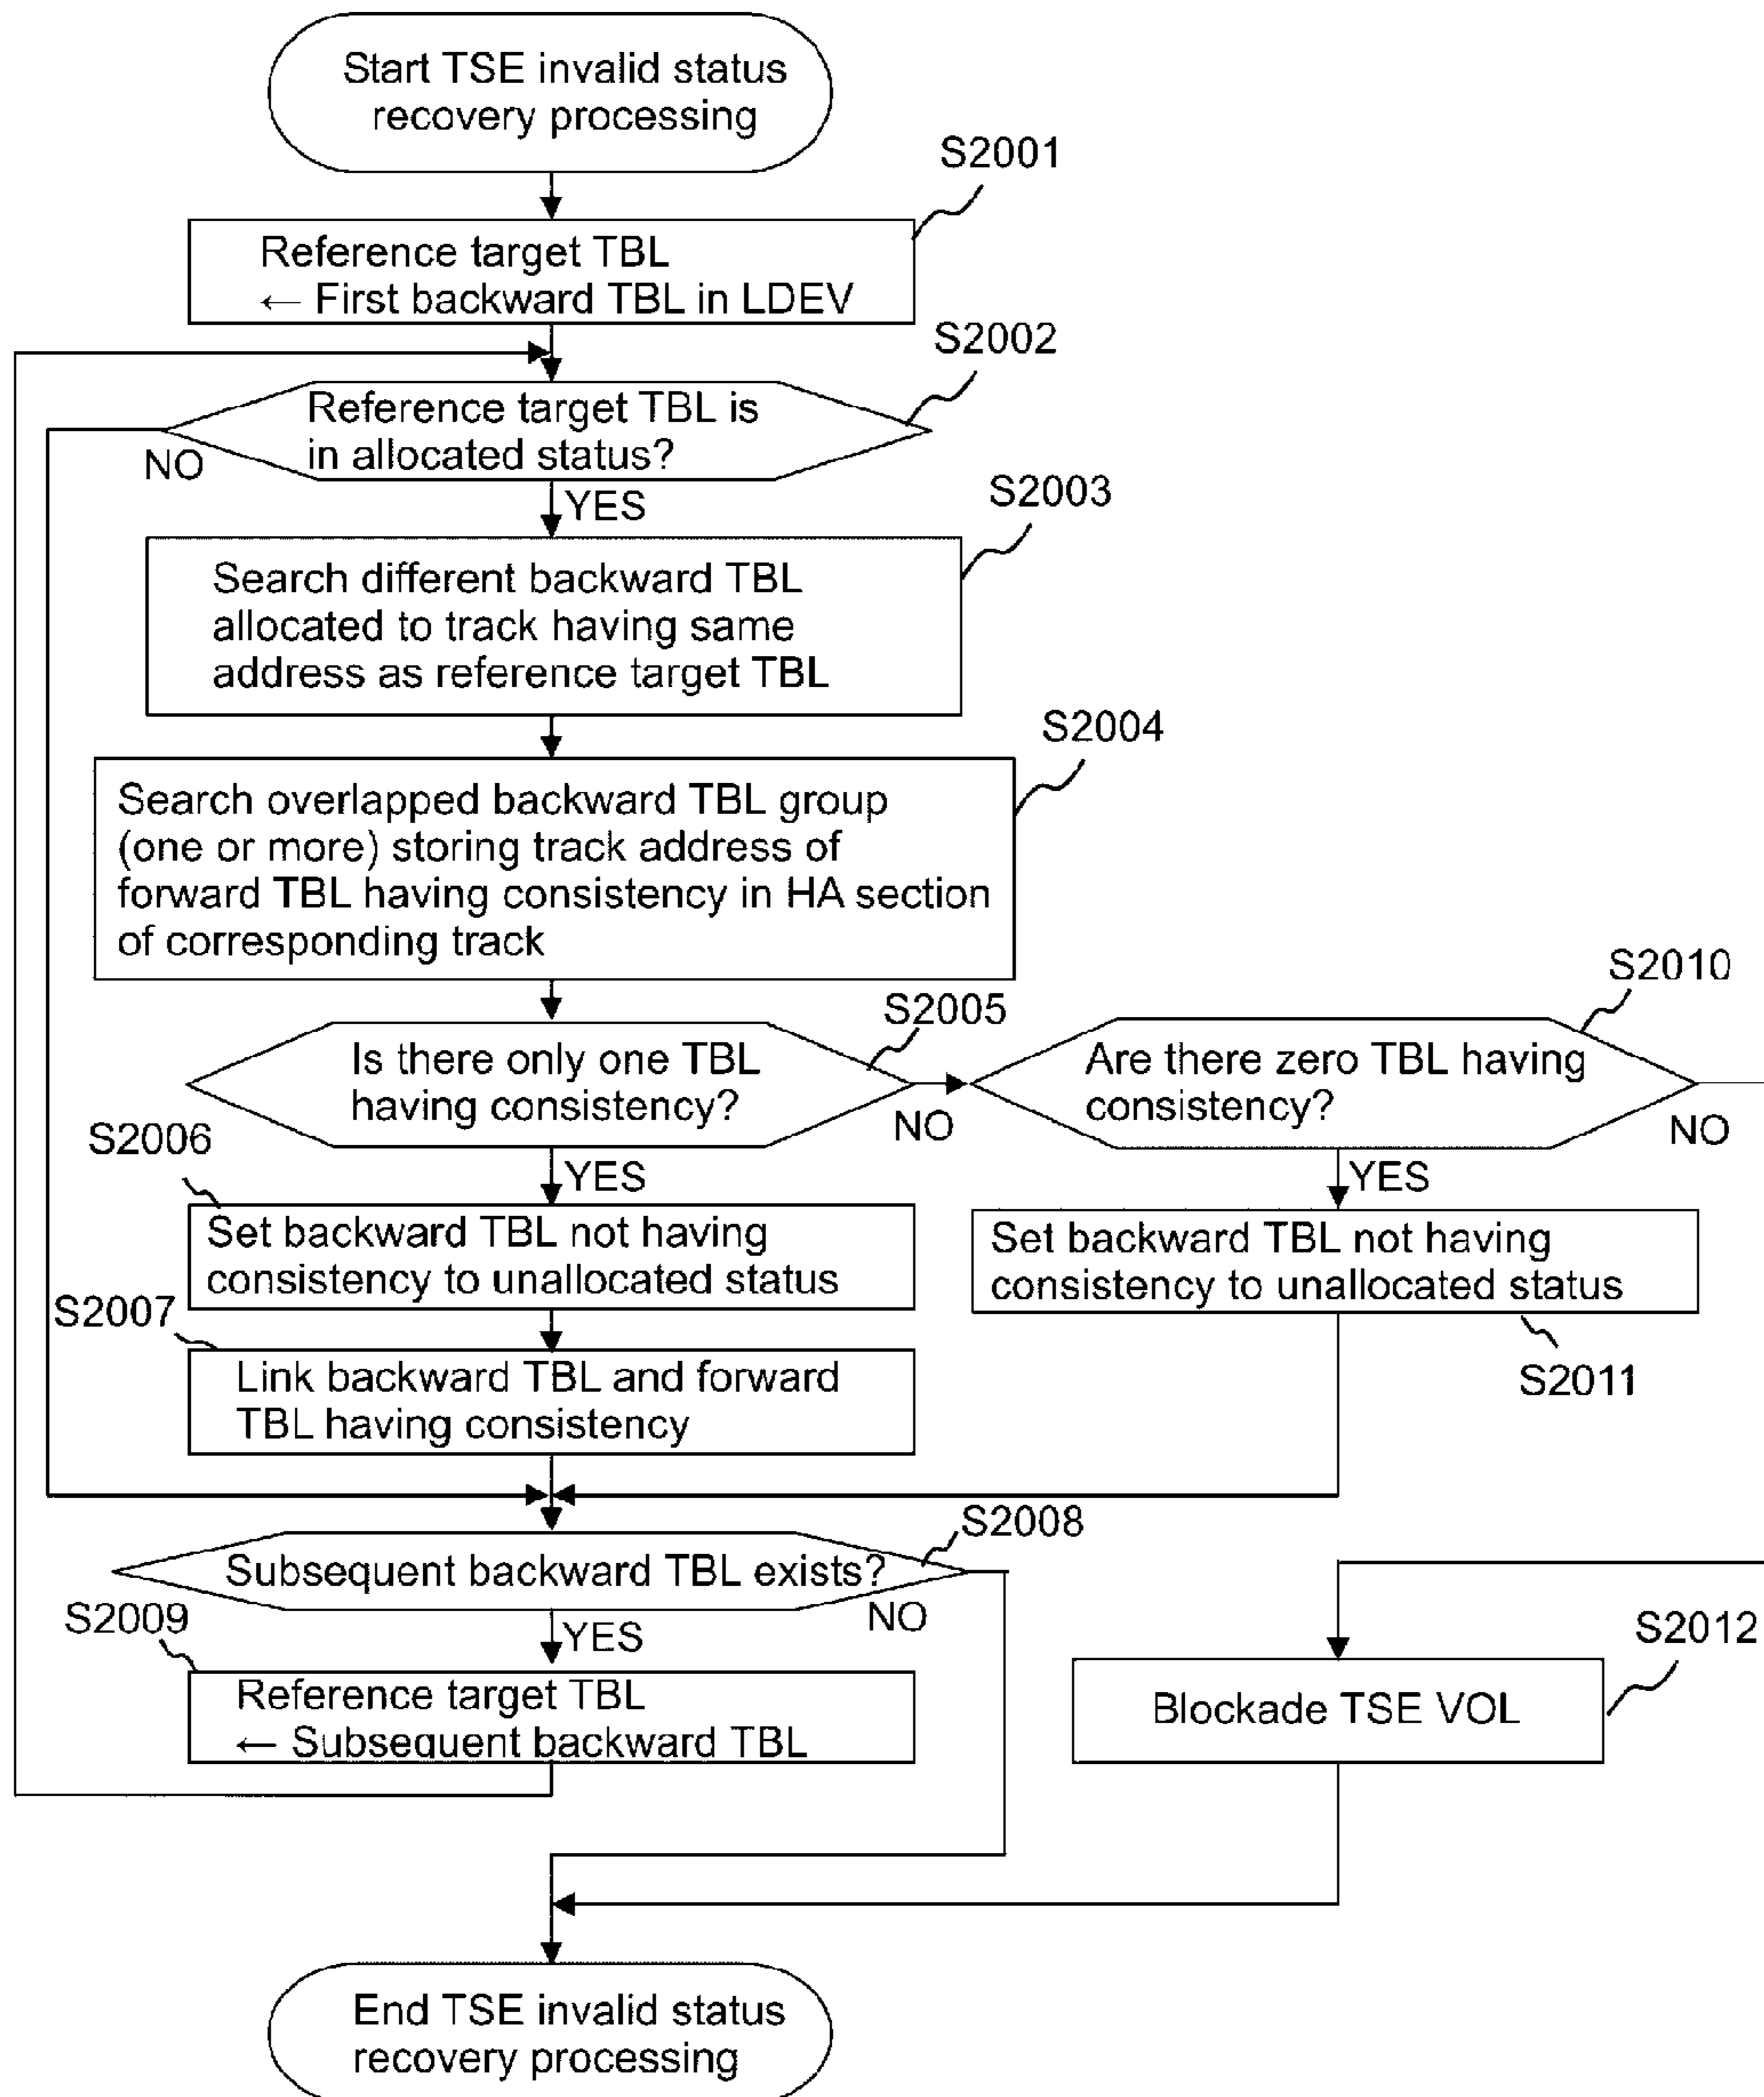 Start TSE invalid status
recovery processing
S2001
Reference target TBL
← First backward TBL in LDEV
S2002
Reference target TBL is
in allocated status?
NO
YES
S2003
Search different backward TBL
allocated to track having same
address as reference target TBL
S2004
Search overlapped backward TBL group
(one or more) storing track address of
forward TBL having consistency in HA section
of corresponding track
S2005
Is there only one TBL
having consistency?
NO
S2010
Are there zero TBL having
consistency?
NO
S2006
YES
Set backward TBL not having
consistency to unallocated status
YES
Set backward TBL not having
consistency to unallocated status
S2011
S2007
Link backward TBL and forward
TBL having consistency
S2008
Subsequent backward TBL exists?
NO
S2009
YES
Reference target TBL
← Subsequent backward TBL
S2012
Blockade TSE VOL
End TSE invalid status
recovery processing